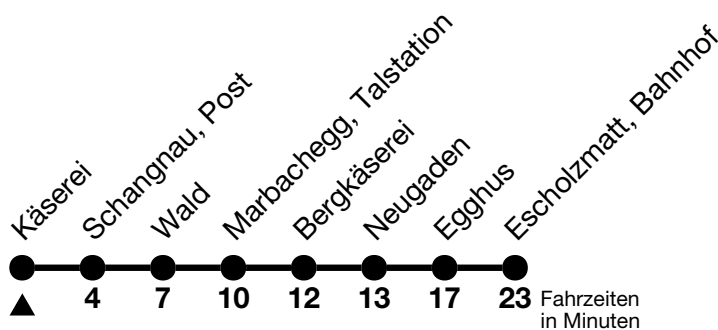 Käserei
Schangnau, Post
Wald
Marbachegg, Talstation
Bergkäserei
Neugaden
Egghus
Escholzmatt, Bahnhof
4 7 10 12 13 17 23 Fahrzeiten
in Minuten